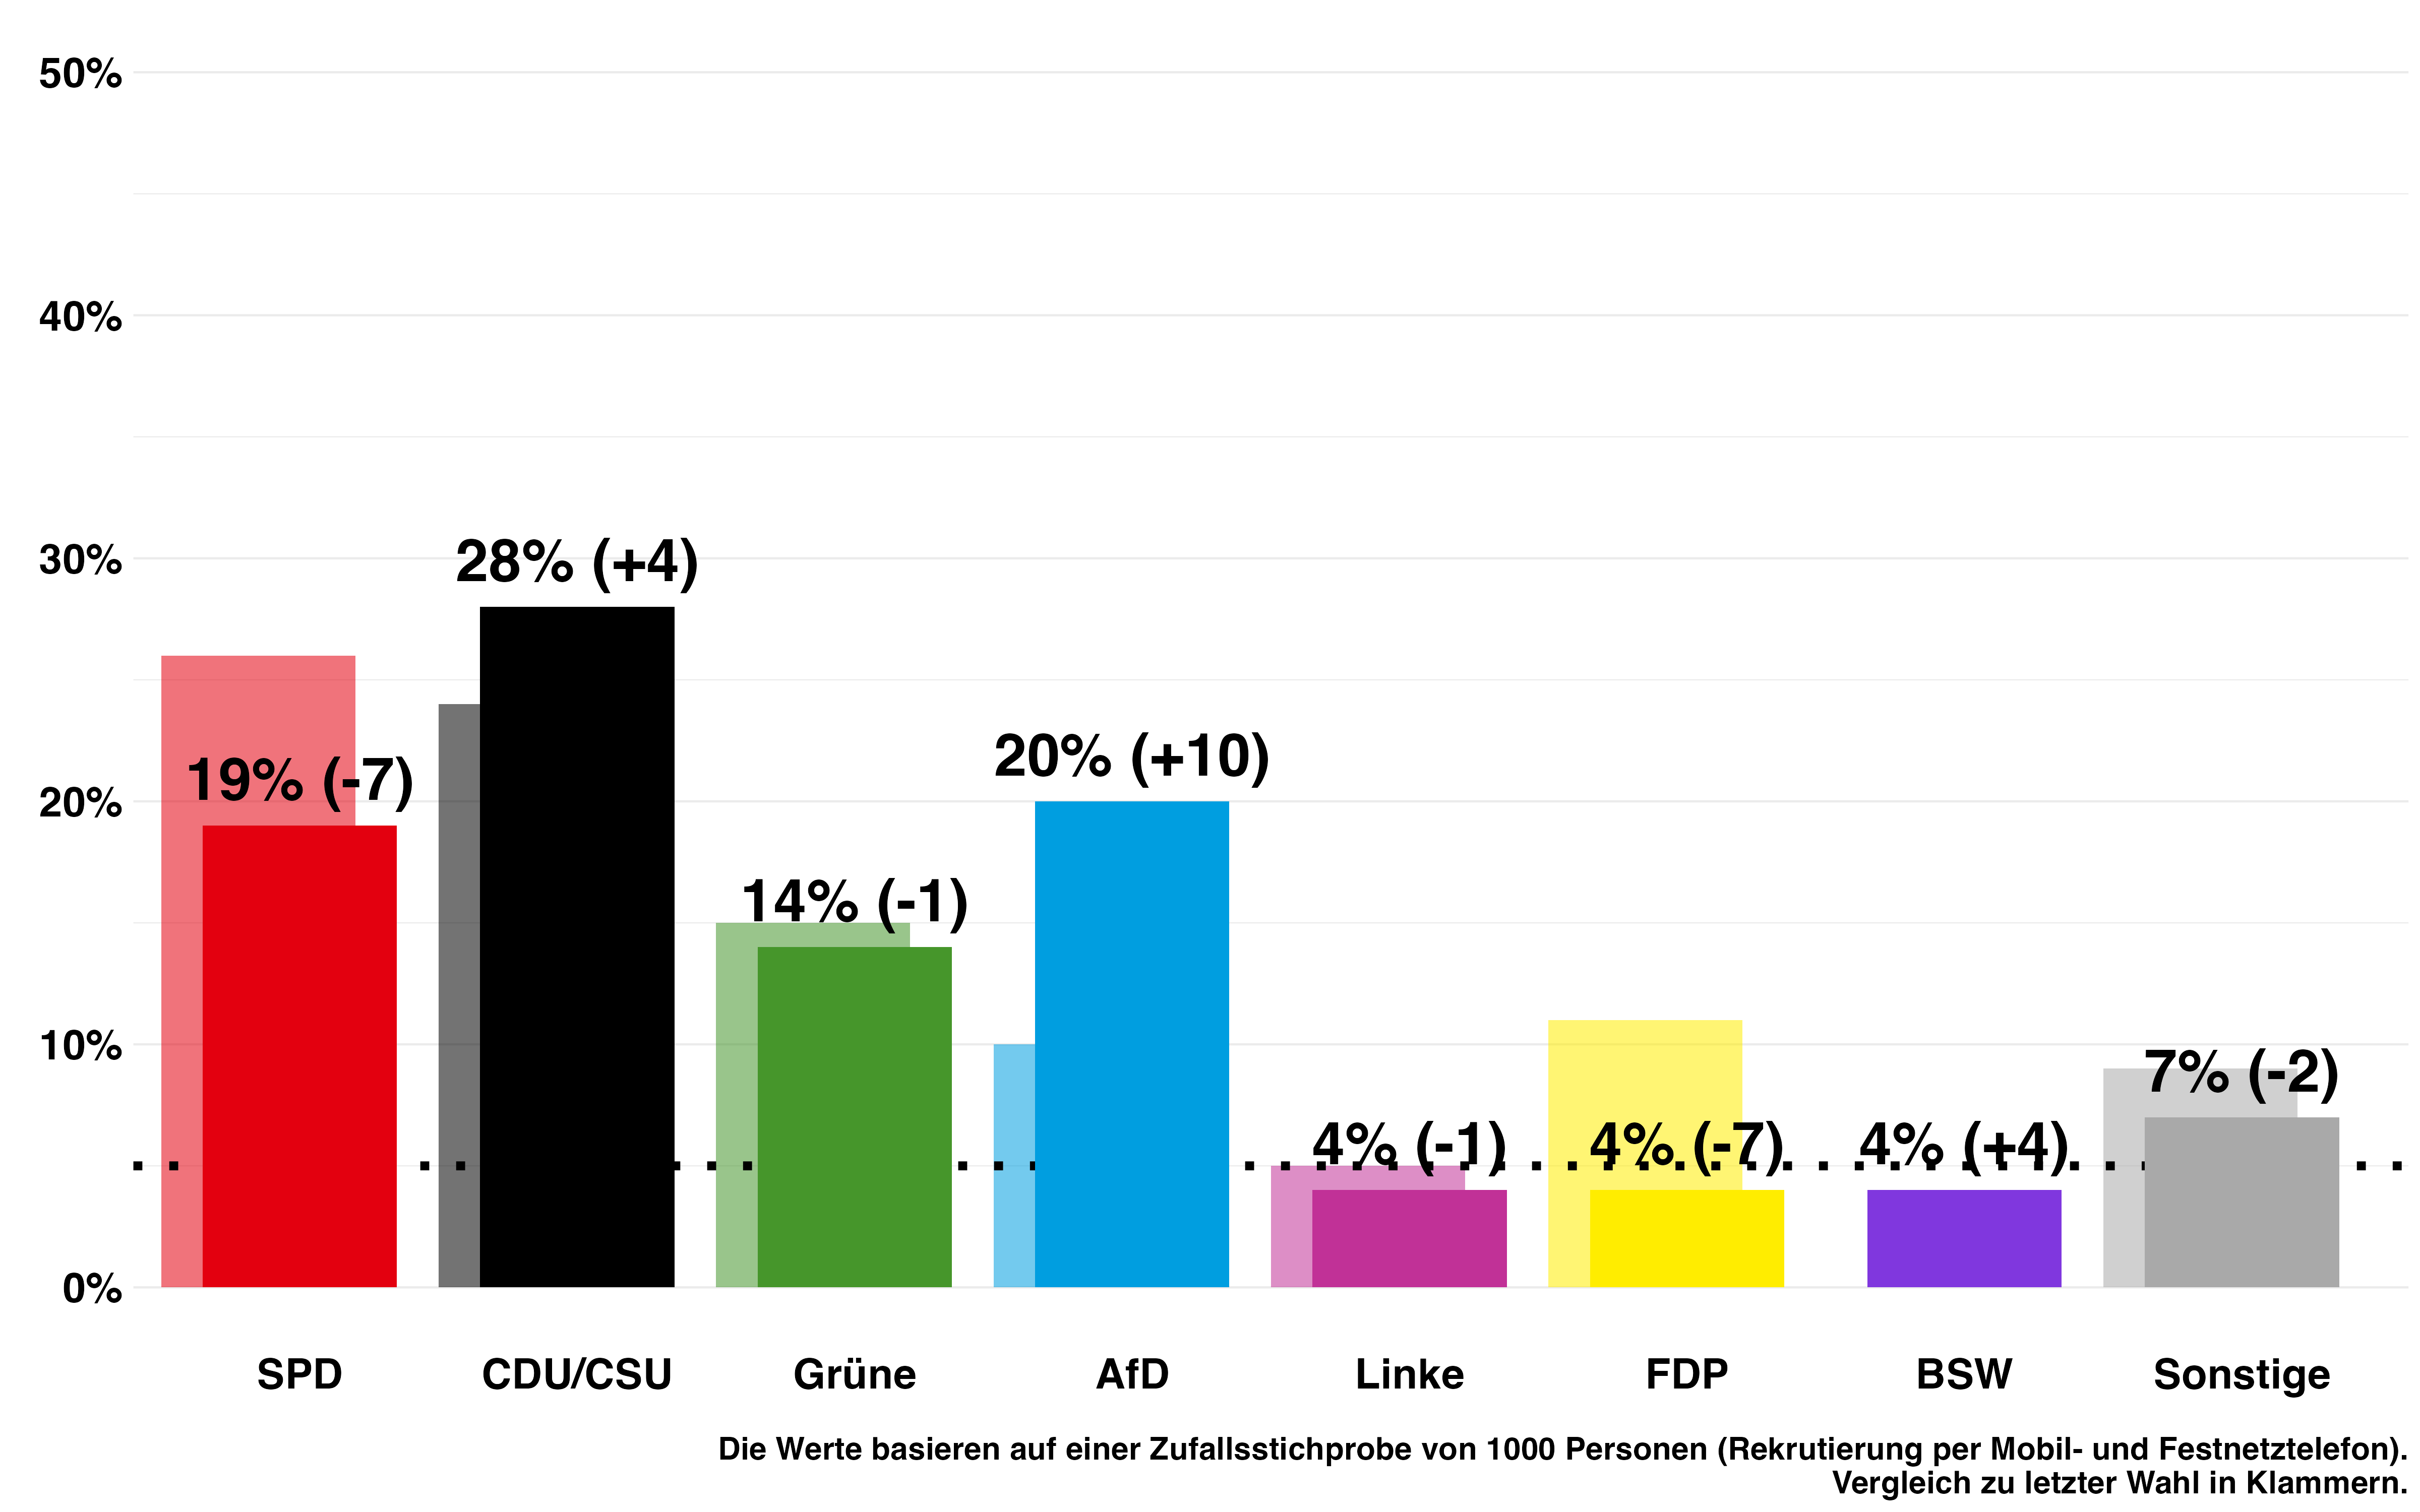 50%
40%
30%
20%
10%
0%
19% (-7)
28% (+4)
14% (-1)
20% (+10)
4% (-1)
4% (-7)
4% (+4)
7% (-2)
SPD
CDU/CSU
Grüne
AfD
Linke
FDP
BSW
Sonstige
Die Werte basieren auf einer Zufallsstichprobe von 1000 Personen (Rekrutierung per Mobil- und Festnetztelefon).
Vergleich zu letzter Wahl in Klammern.